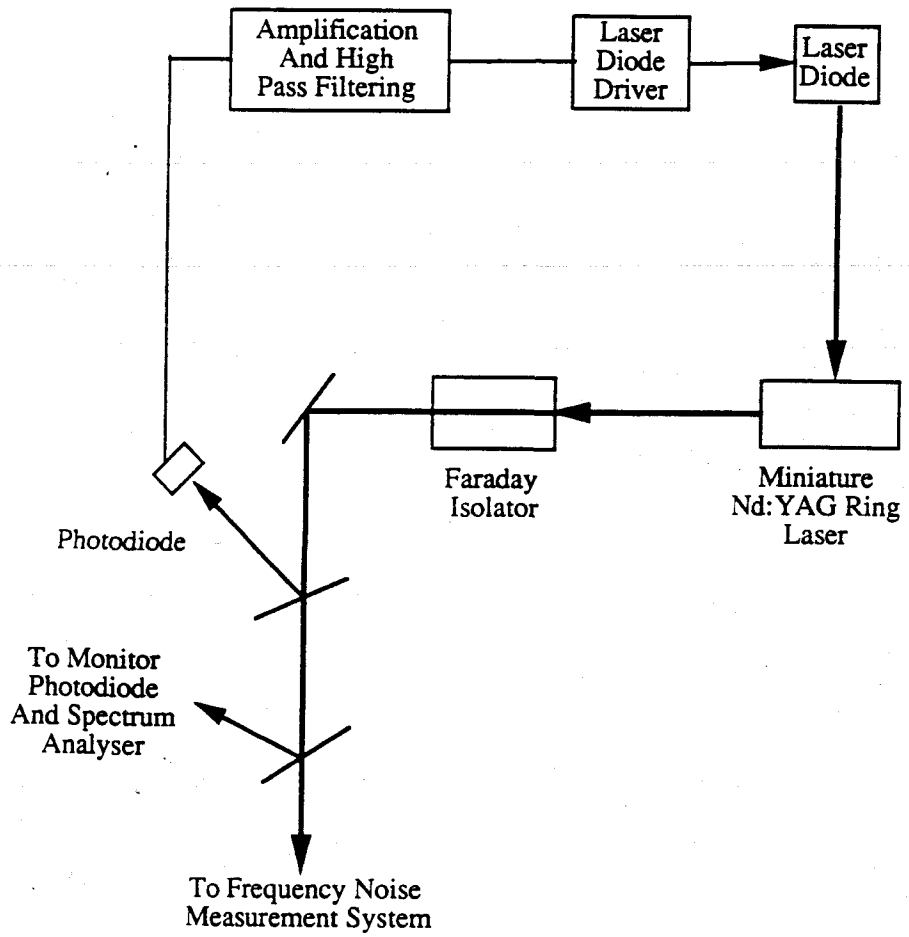 Amplification
And High
Pass Filtering
Laser
Diode
Driver
Laser
Diode
Faraday
Isolator
Miniature
Nd:YAG Ring
Laser
Photodiode
To Monitor
Photodiode
And Spectrum
Analyser
To Frequency Noise
Measurement System